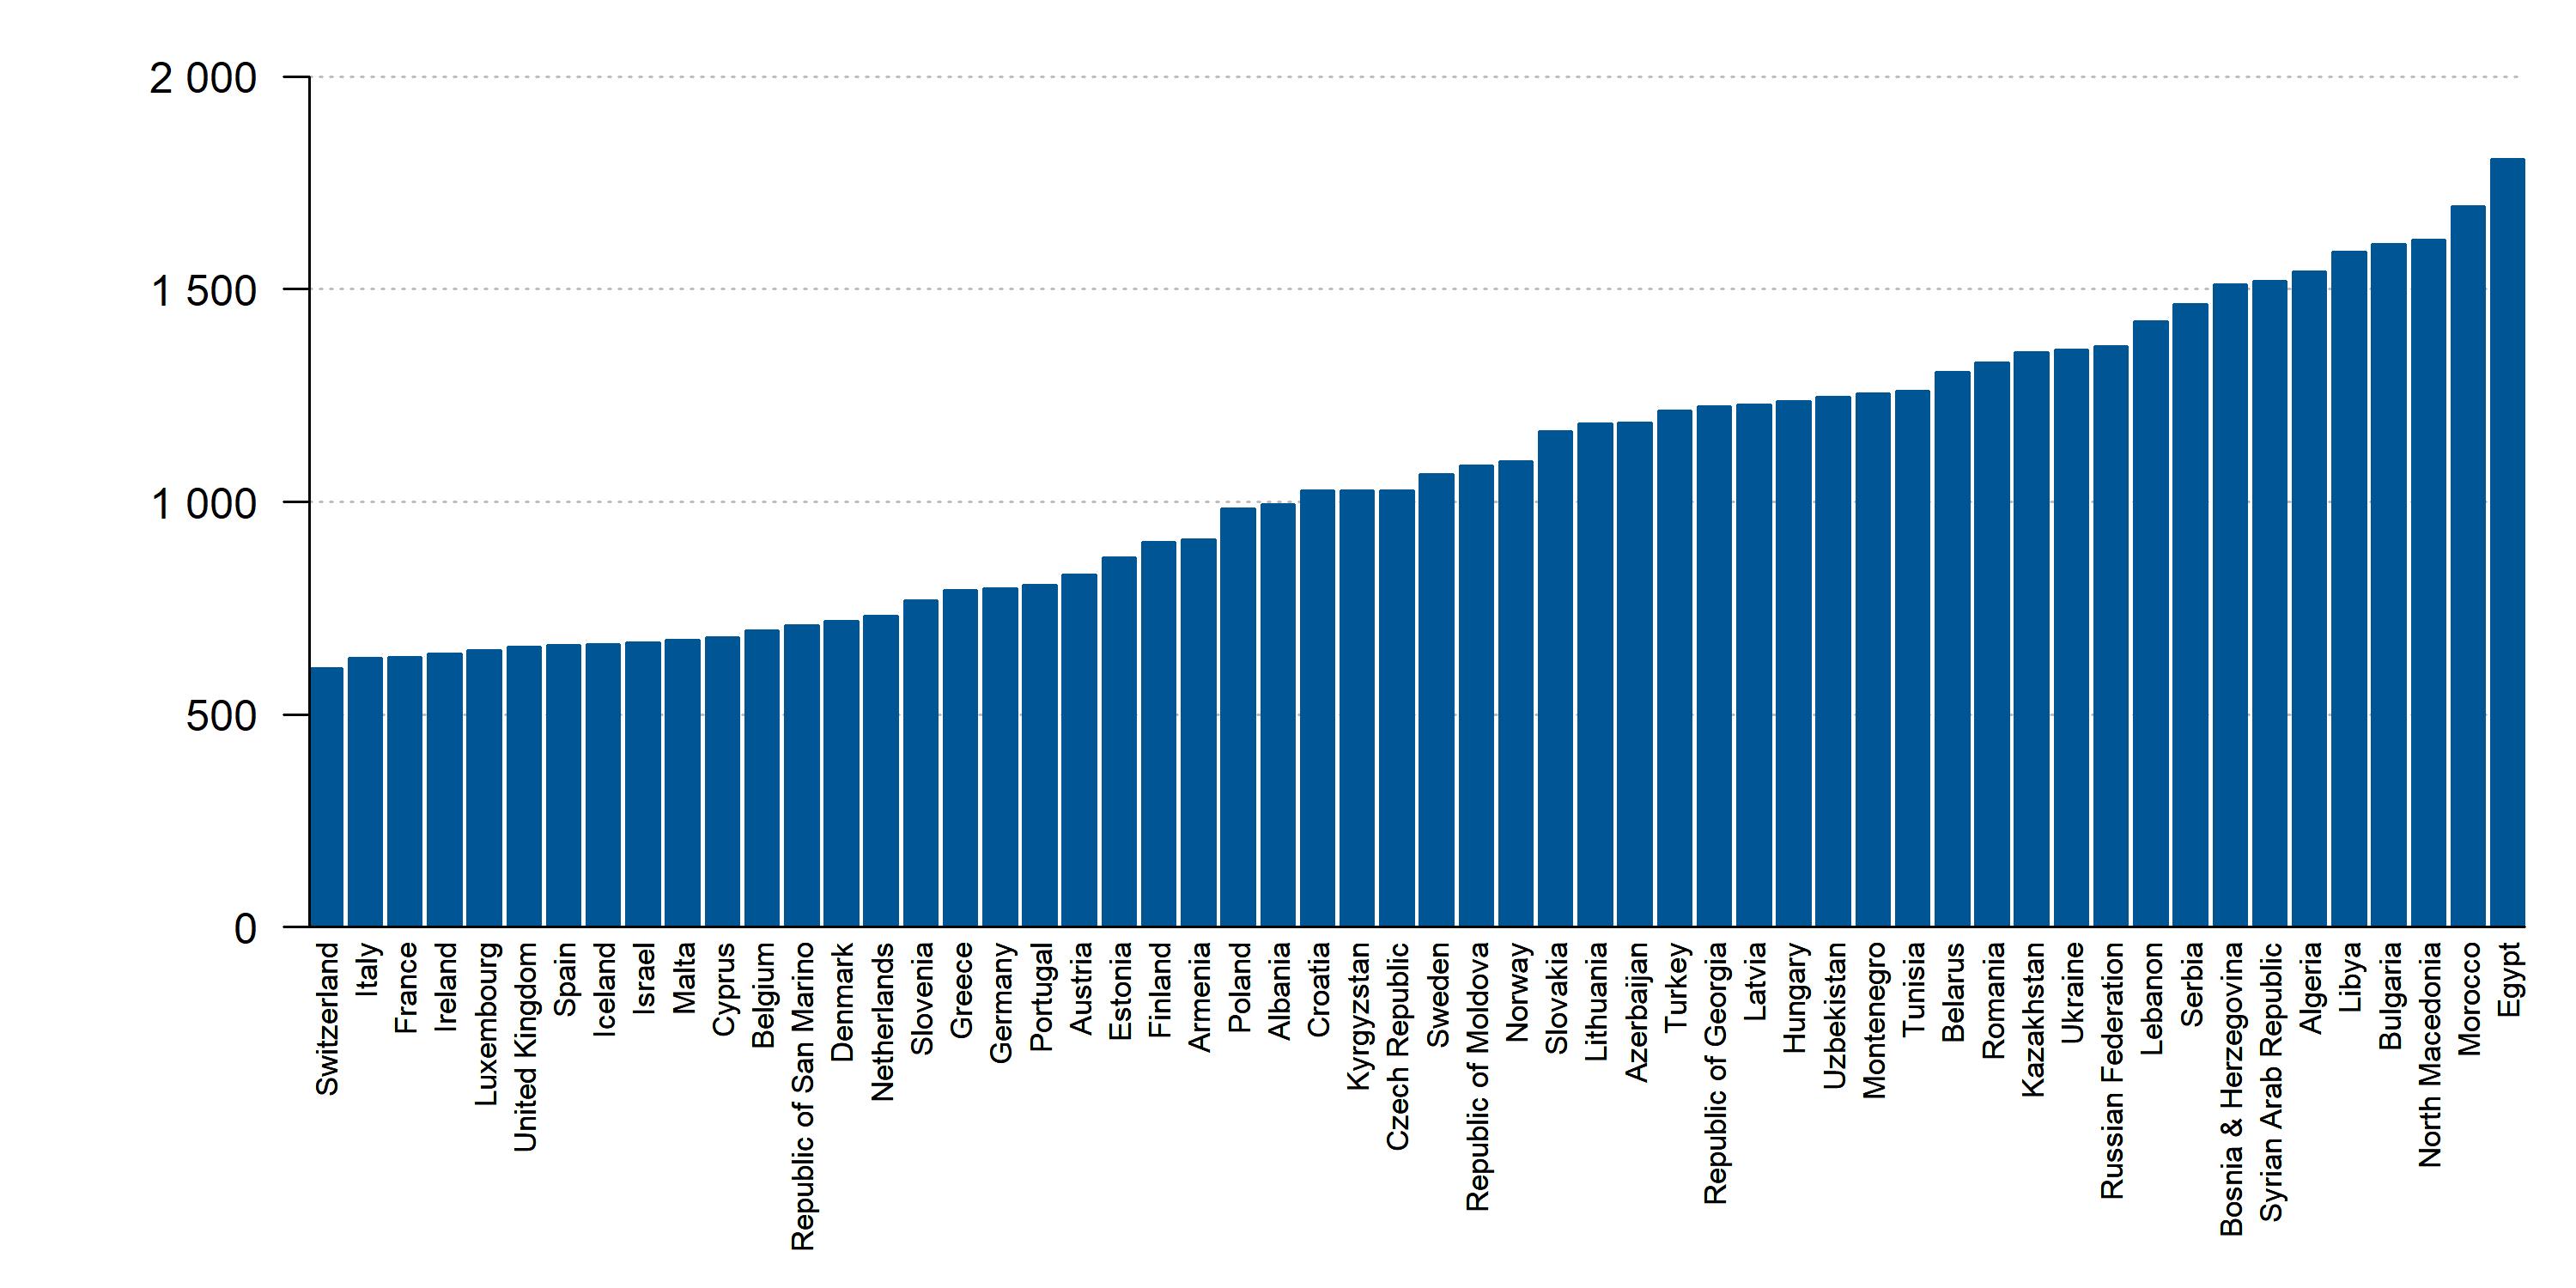 2 000
1 500
1 000
500
0
Switzerland
Italy
France
Ireland
Luxembourg
United Kingdom
Spain
Iceland
Israel
Malta
Cyprus
Belgium
Republic of San Marino
Denmark
Netherlands
Slovenia
Greece
Germany
Portugal
Austria
Estonia
Finland
Armenia
Poland
Albania
Croatia
Kyrgyzstan
Czech Republic
Sweden
Republic of Moldova
Norway
Slovakia
Lithuania
Azerbaijan
Turkey
Republic of Georgia
Latvia
Hungary
Uzbekistan
Montenegro
Tunisia
Belarus
Romania
Kazakhstan
Ukraine
Russian Federation
Lebanon
Serbia
Bosnia & Herzegovina
Syrian Arab Republic
Algeria
Libya
Bulgaria
North Macedonia
Morocco
Egypt